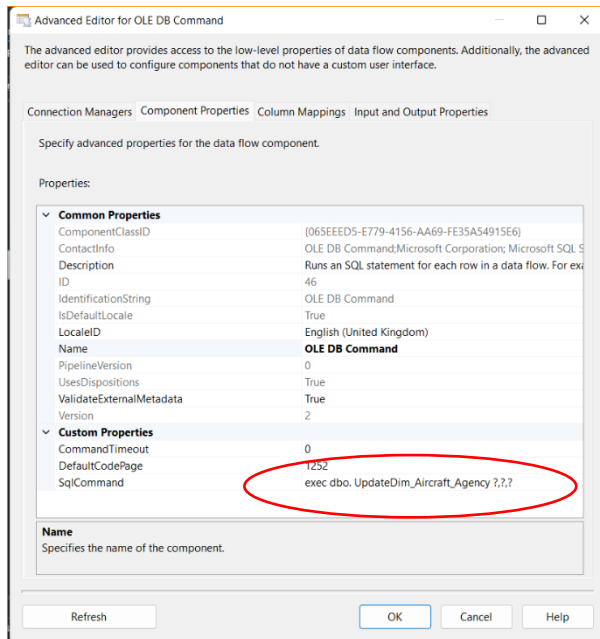 Advanced Editor for OLE DB Command
The advanced editor provides access to the low-level properties of data flow components. Additionally, the advanced
editor can be used to configure components that do not have a custom user interface.
Connection Managers Component Properties Column Mappings Input and Output Properties
Specify advanced properties for the data flow component.
Properties:
Common Properties
ComponentClassID {065EEED5-E779-4156-AA69-FE35A54915E6}
ContactInfo OLE DB Command;Microsoft Corporation; Microsoft SQL S
Description Runs an SQL statement for each row in a data flow. For exa
ID 46
IdentificationString OLE DB Command
IsDefaultLocale True
LocaleID English (United Kingdom)
Name OLE DB Command
PipelineVersion 0
UsesDispositions True
ValidateExternalMetadata True
Version 2
Custom Properties
CommandTimeout 0
DefaultCodePage 1252
SqlCommand exec dbo. UpdateDim_Aircraft_Agency ?,?,?
Name
Specifies the name of the component.
Refresh OK Cancel Help